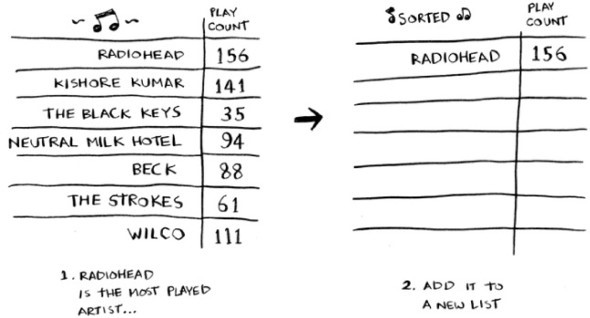 PLAY
COUNT
RADIOHEAD 156
KISHORE KUMAR 141
THE BLACK KEYS 35
NEUTRAL MILK HOTEL 94
BECK 88
THE STROKES 61
WILCO 111
1. RADIOHEAD
IS THE MOST PLAYED
ARTIST...
SORTED
PLAY
COUNT
RADIOHEAD 156
2. ADD IT TO
A NEW LIST